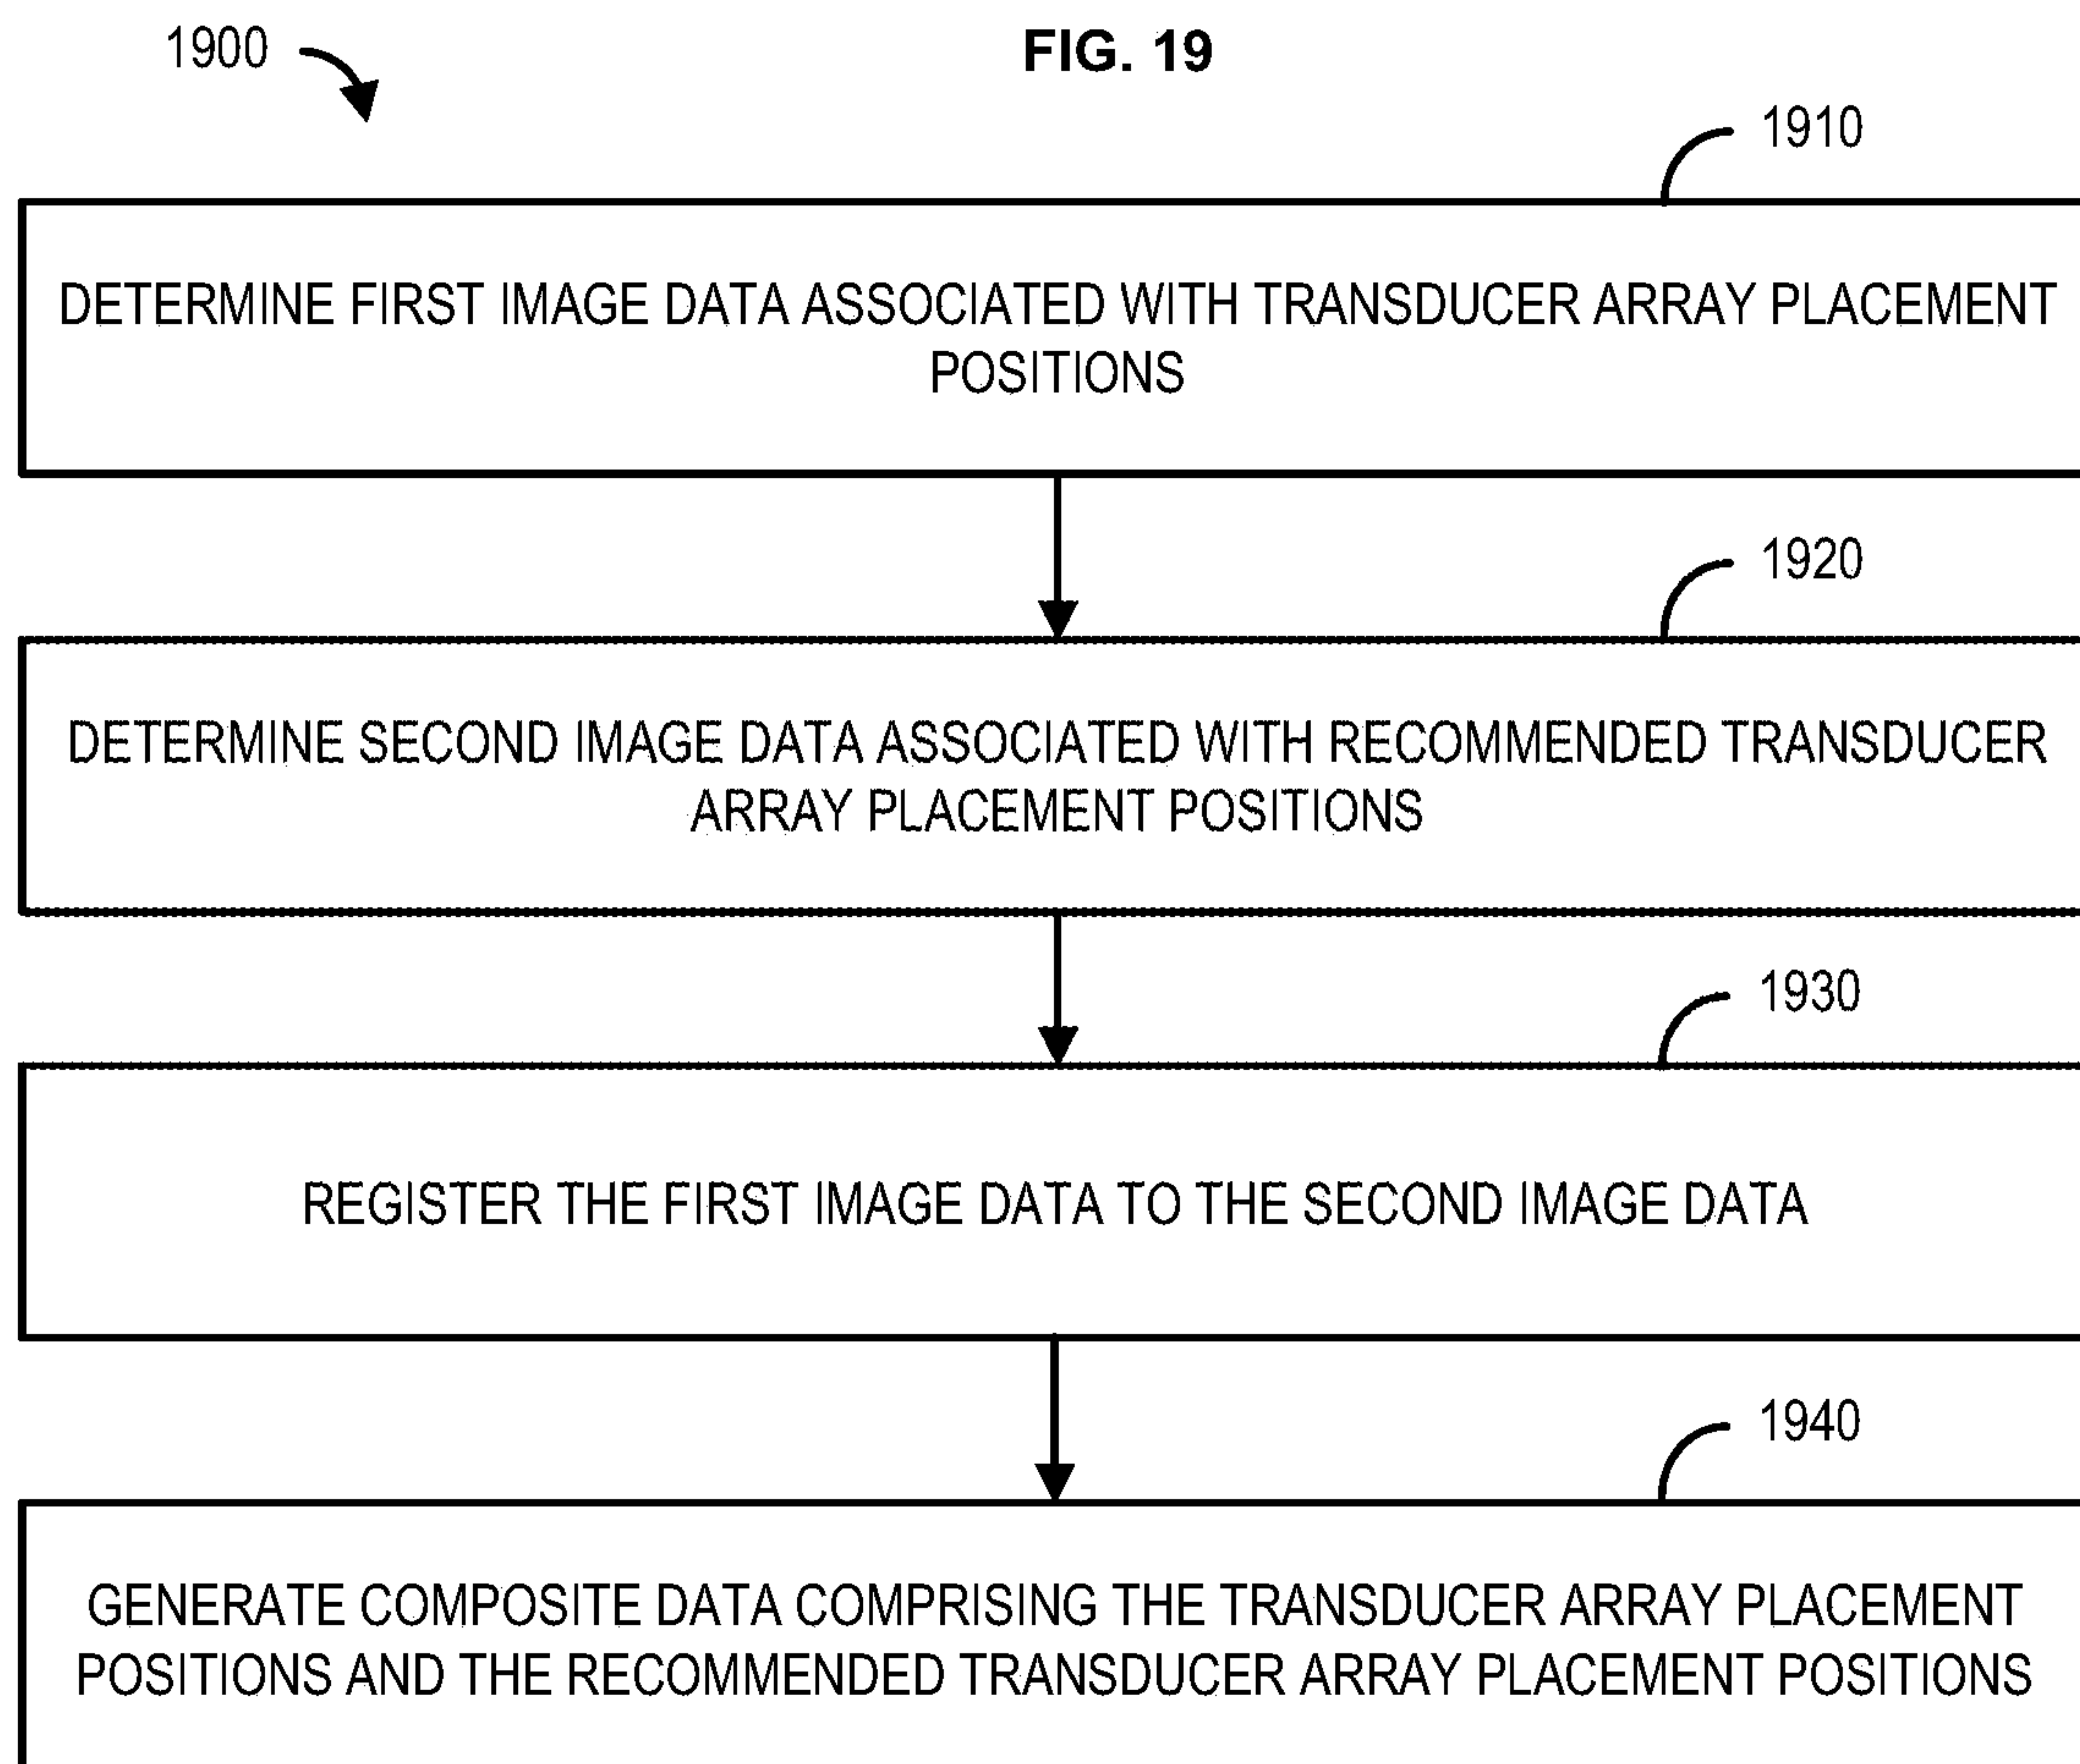 1900
FIG. 19
1910
DETERMINE FIRST IMAGE DATA ASSOCIATED WITH TRANSDUCER ARRAY PLACEMENT
POSITIONS
1920
DETERMINE SECOND IMAGE DATA ASSOCIATED WITH RECOMMENDED TRANSDUCER
ARRAY PLACEMENT POSITIONS
1930
REGISTER THE FIRST IMAGE DATA TO THE SECOND IMAGE DATA
1940
GENERATE COMPOSITE DATA COMPRISING THE TRANSDUCER ARRAY PLACEMENT
POSITIONS AND THE RECOMMENDED TRANSDUCER ARRAY PLACEMENT POSITIONS